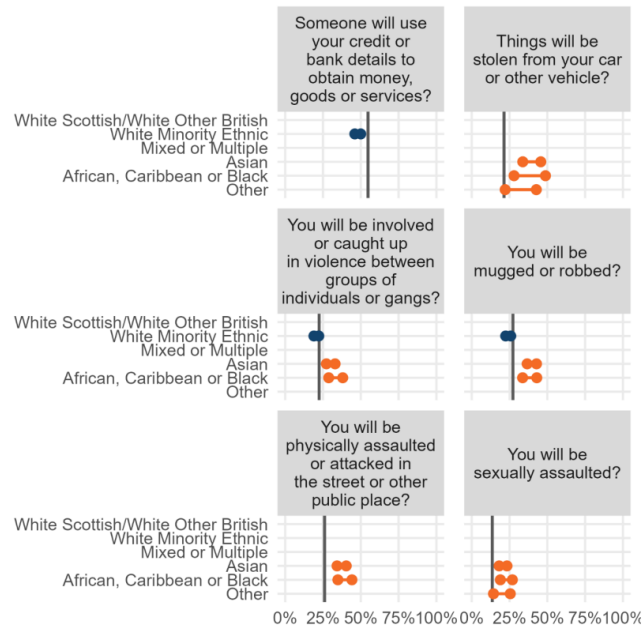 Someone will use
your credit or
bank details to
obtain money,
goods or services?
Things will be
stolen from your car
or other vehicle?
White Scottish/White Other British
White Minority Ethnic
Mixed or Multiple
Asian
African, Caribbean or Black
Other
You will be involved
or caught up
in violence between
groups of
individuals or gangs?
You will be
mugged or robbed?
White Scottish/White Other British
White Minority Ethnic
Mixed or Multiple
Asian
African, Caribbean or Black
Other
You will be
physically assaulted
or attacked in
the street or other
public place?
You will be
sexually assaulted?
White Scottish/White Other British
White Minority Ethnic
Mixed or Multiple
Asian
African, Caribbean or Black
Other
0% 25% 50% 75% 100% 0% 25% 50% 75% 100%